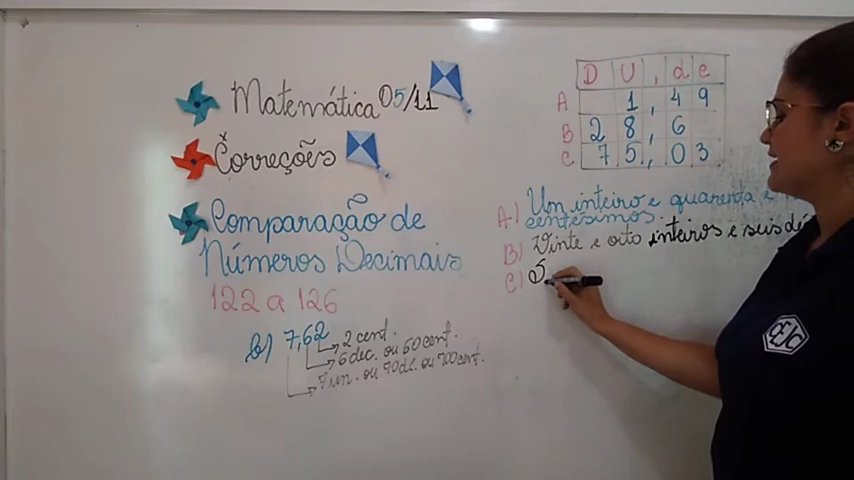 Matemática 05/11
Correções
Comparação de
Números Decimais
122 a 126
b) 7,62
2 cent.
6 dec. ou 60 cent.
7 un. ou 70 dc. ou 700 cent.
D U , d c
A 1, 4 9
B 2 8, 6
C 7 5, 0 3
A) Um inteiro e quarenta e
centésimos.
B) Vinte e oito inteiros e seis dé
C) S
CEJC